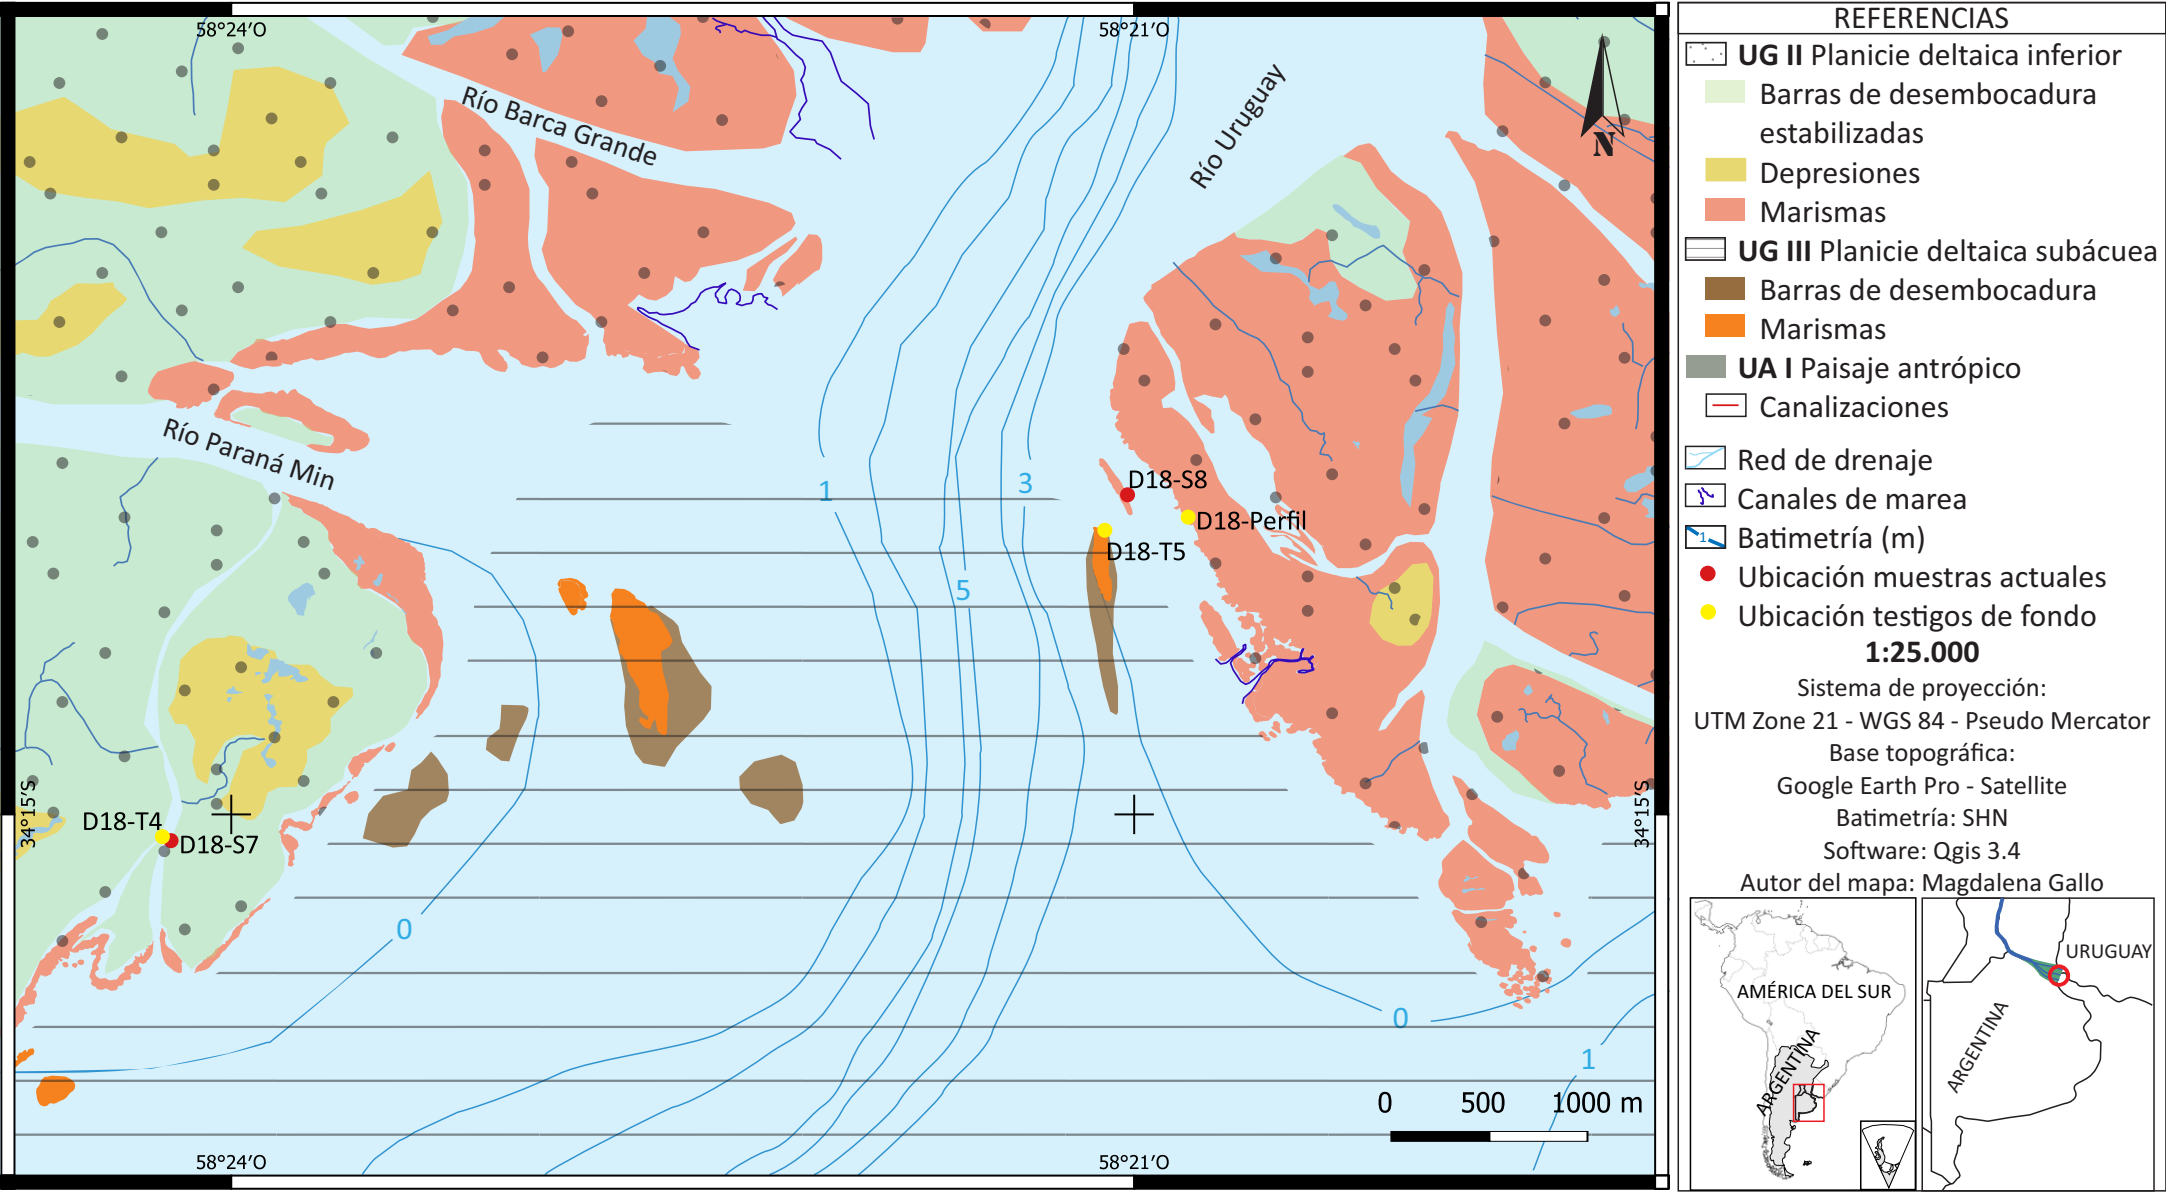 58°24'O
58°21'O
Río Barca Grande
Río Uruguay
N
Río Paraná Min
1
3
5
D18-S8
D18-Perfil
D18-T5
D18-T4
D18-S7
34°15'S
34°15'S
0
0
1
0 500 1000 m
58°24'O
58°21'O
REFERENCIAS
UG II Planicie deltaica inferior
Barras de desembocadura
estabilizadas
Depresiones
Marismas
UG III Planicie deltaica subácuea
Barras de desembocadura
Marismas
UA I Paisaje antrópico
Canalizaciones
Red de drenaje
Canales de marea
1
Batimetría (m)
Ubicación muestras actuales
Ubicación testigos de fondo
1:25.000
Sistema de proyección:
UTM Zone 21 - WGS 84 - Pseudo Mercator
Base topográfica:
Google Earth Pro - Satellite
Batimetría: SHN
Software: Qgis 3.4
Autor del mapa: Magdalena Gallo
AMÉRICA DEL SUR
ARGENTINA
URUGUAY
ARGENTINA